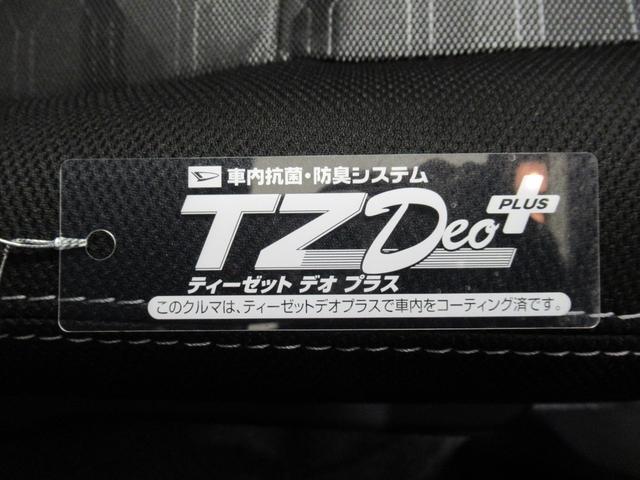 車内抗菌・防臭システム
TZ Deo PLUS
ティーゼット デオ プラス
このクルマは、ティーゼットデオプラスで車内をコーティング済です。